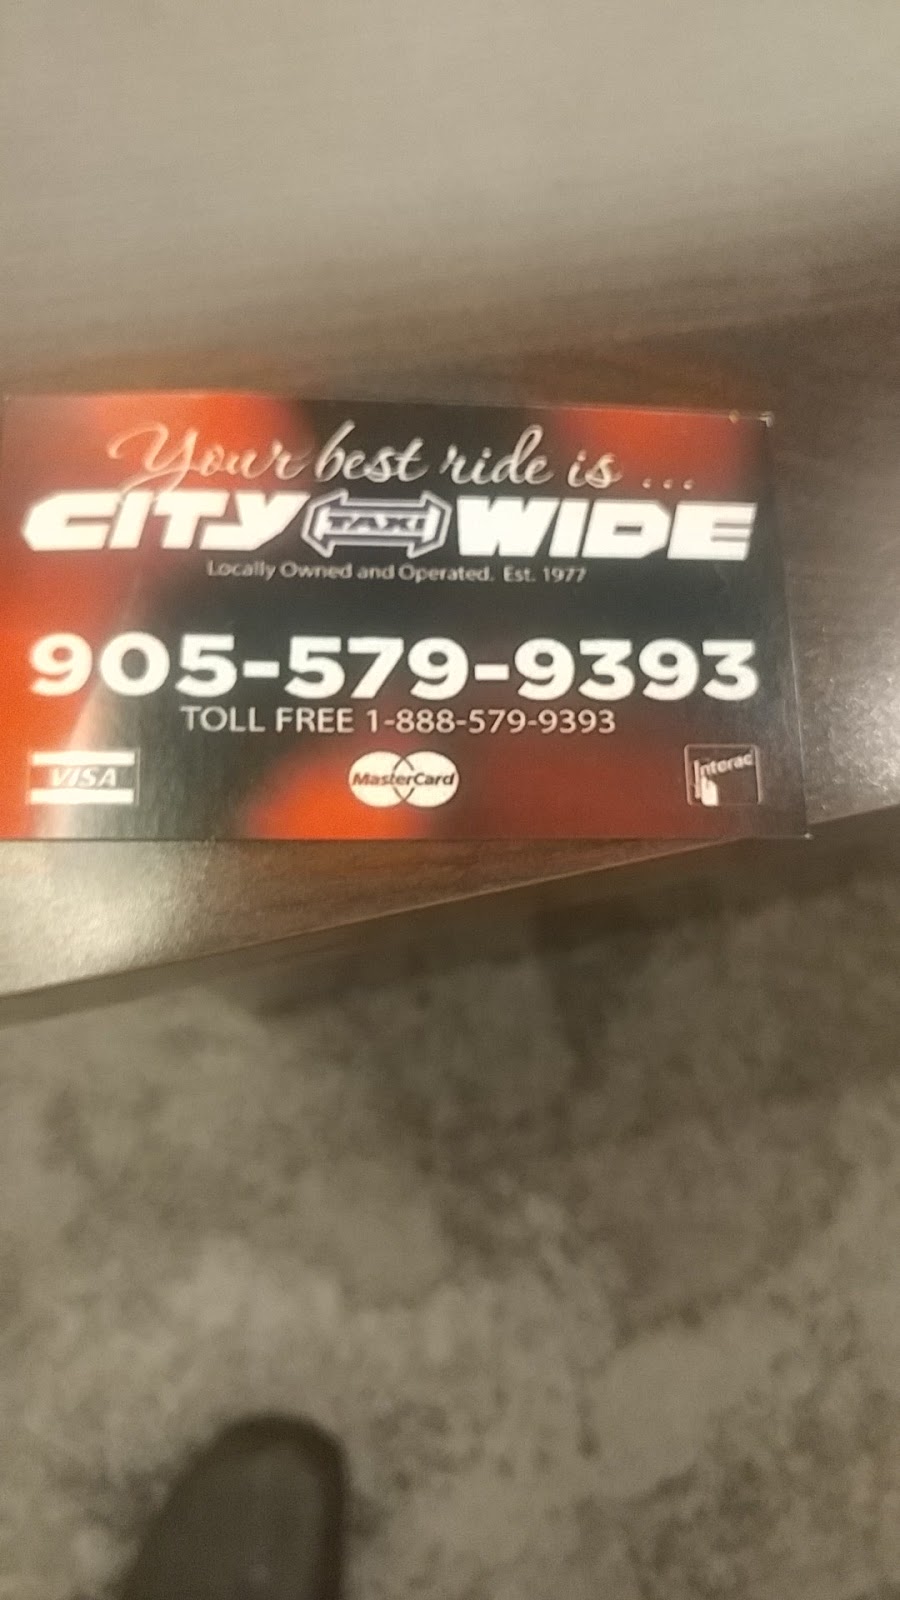 Your best ride is ...
CITY TAXI WIDE
Locally Owned and Operated. Est. 1977
905-579-9393
TOLL FREE 1-888-579-9393
VISA MasterCard Interac